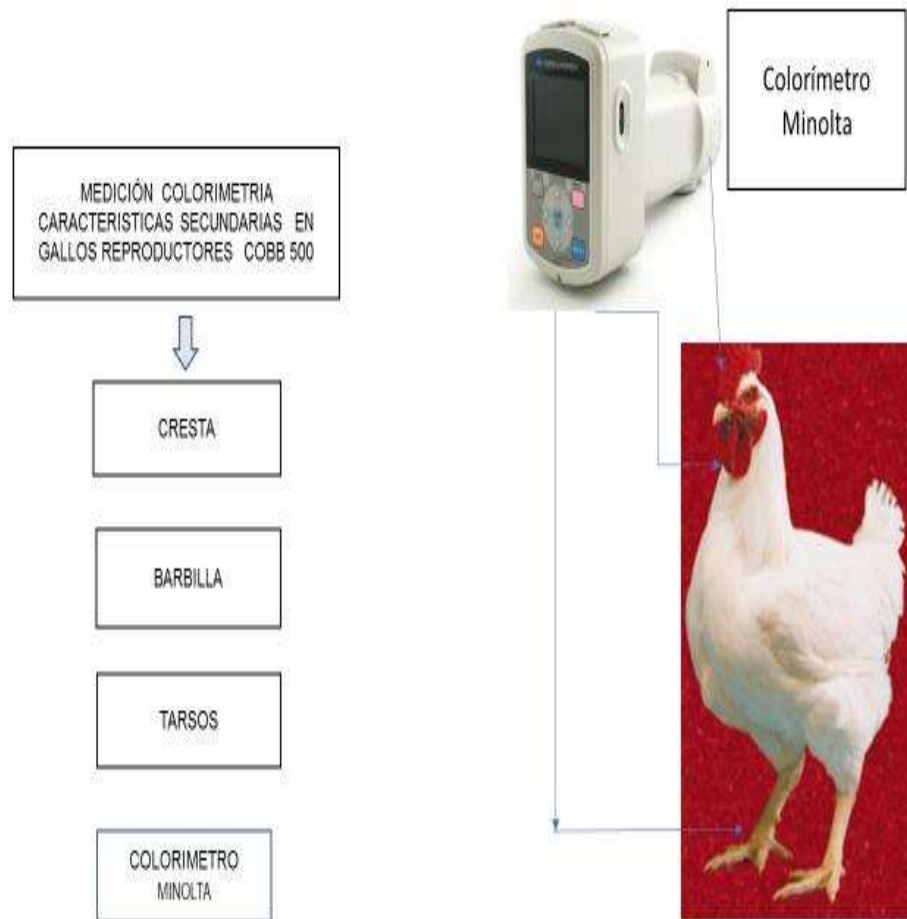 MEDICIÓN COLORIMETRIA
CARACTERISTICAS SECUNDARIAS EN
GALLOS REPRODUCTORES COBB 500
CRESTA
BARBILLA
TARSOS
COLORIMETRO
MINOLTA
Colorímetro
Minolta